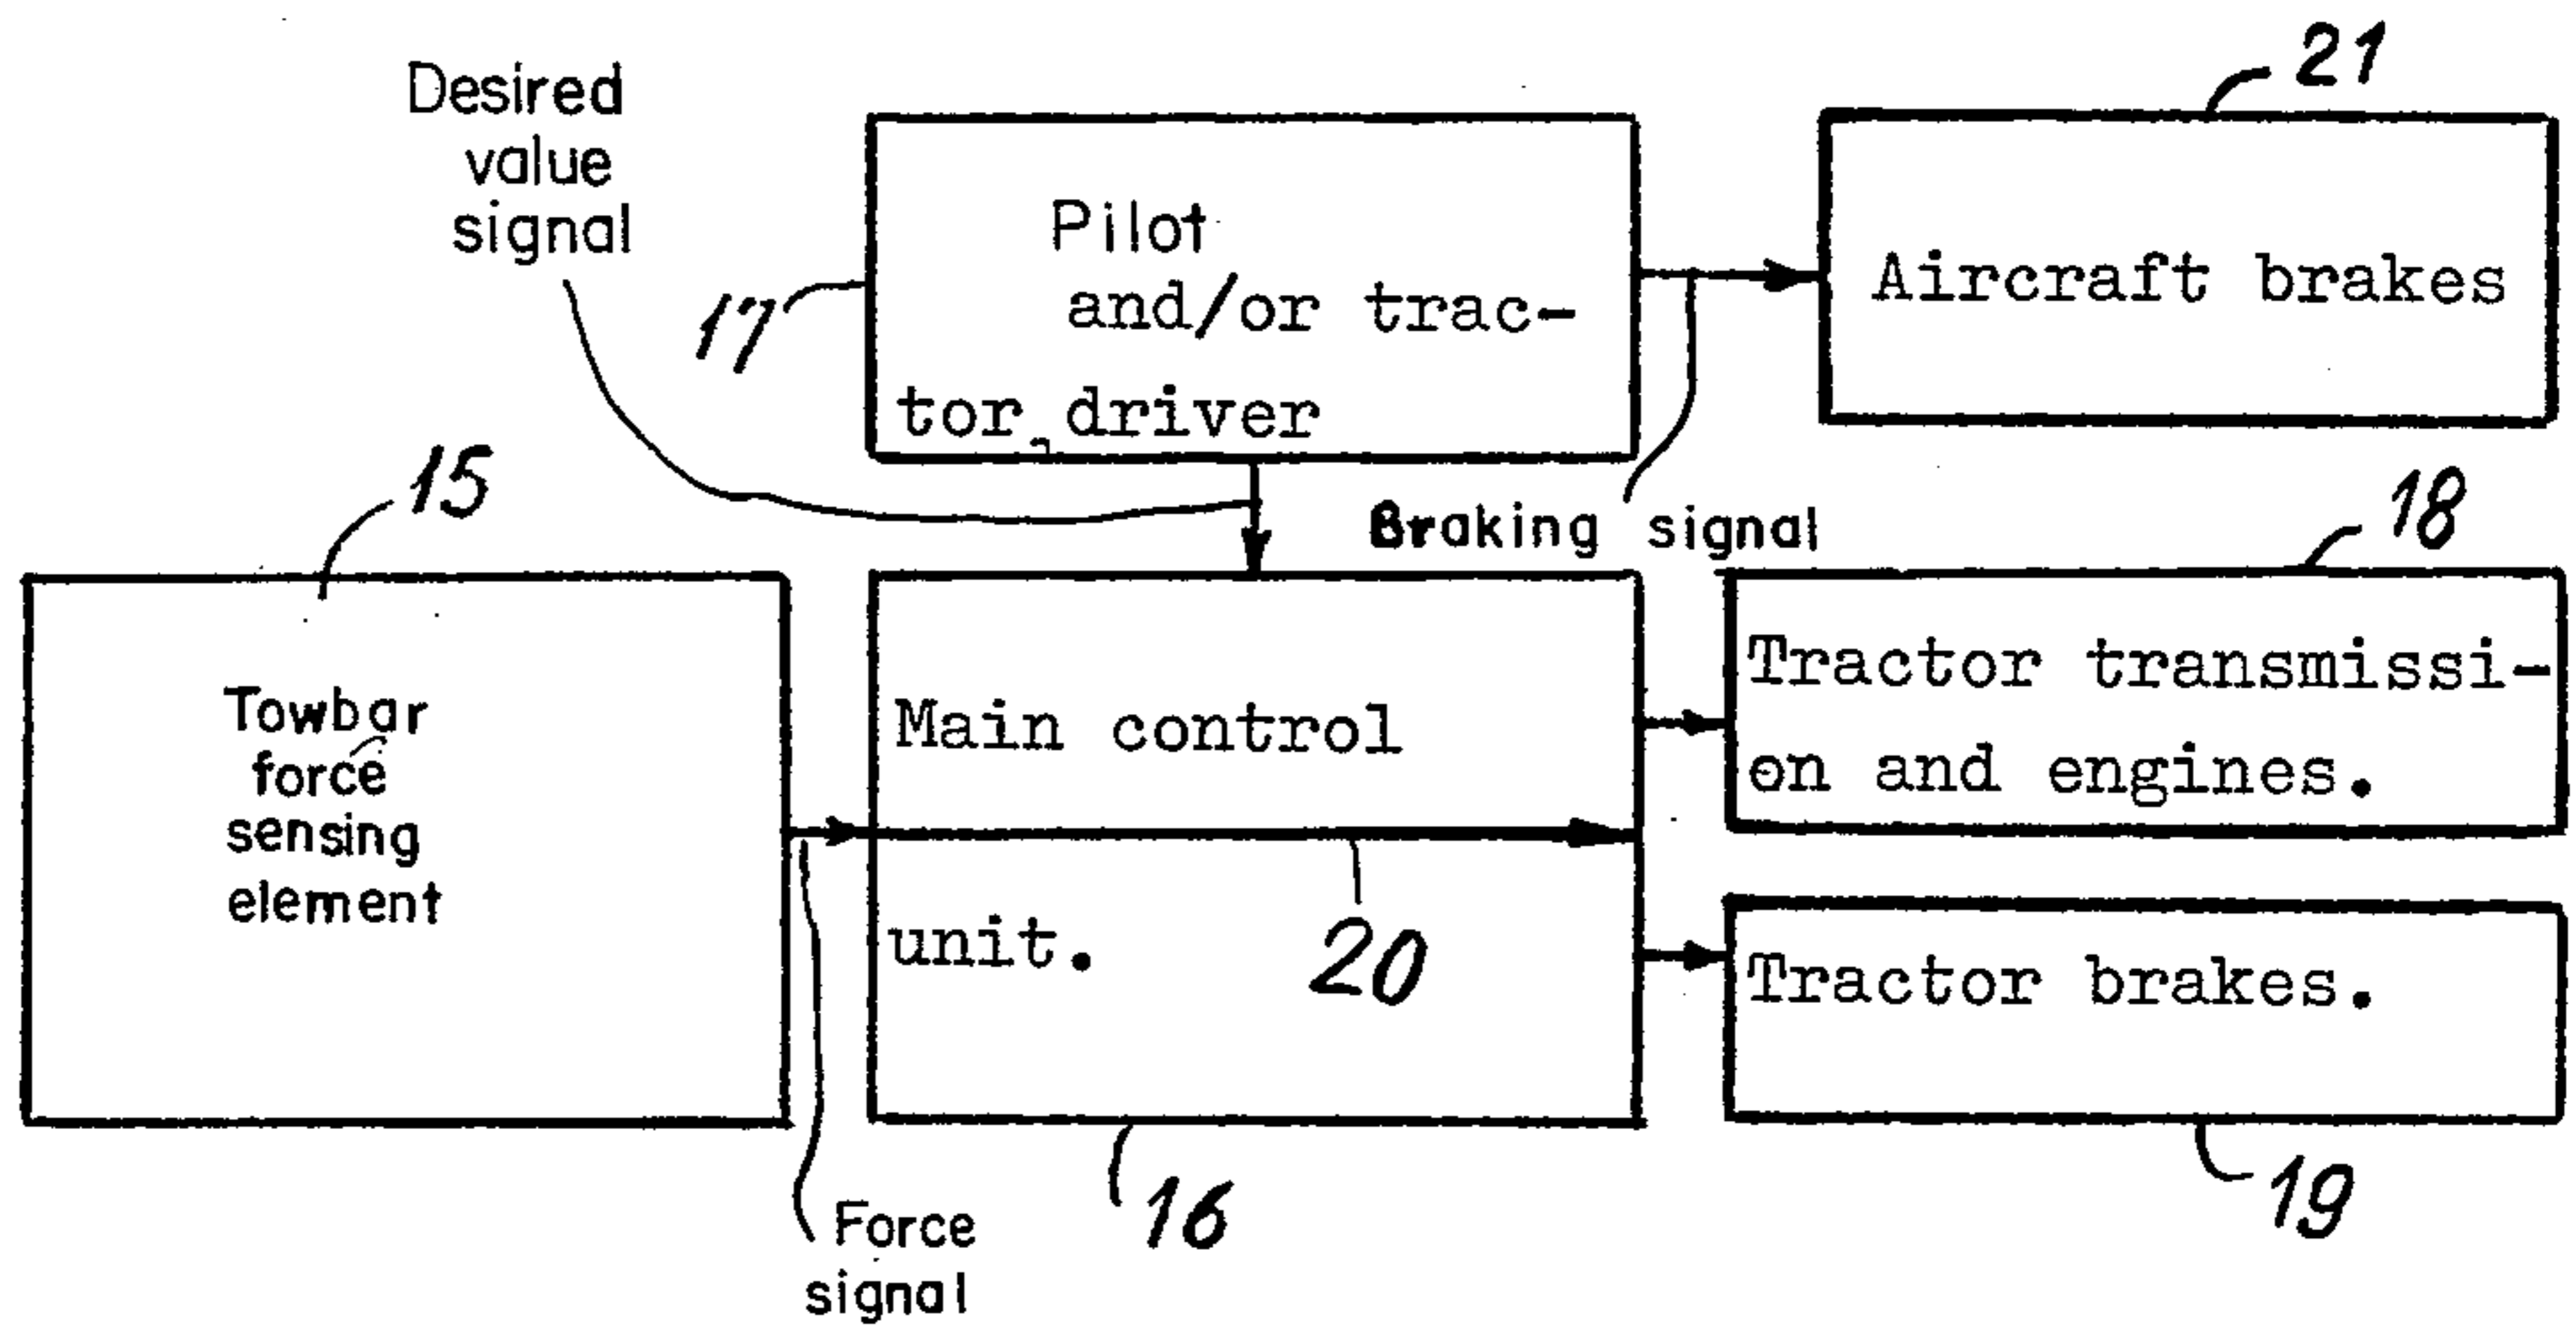 Desired
value
signal
21
Pilot
and/or trac-
tor driver
Aircraft brakes
17
15
Braking signal
18
Towbar
force
sensing
element
Main control
unit.
20
Tractor transmissi-
on and engines.
Tractor brakes.
16
19
Force
signal